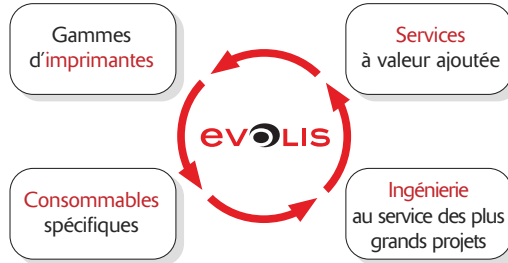 Gammes
d'imprimantes
Services
à valeur ajoutée
evolis
Consommables
spécifiques
Ingénierie
au service des plus
grands projets